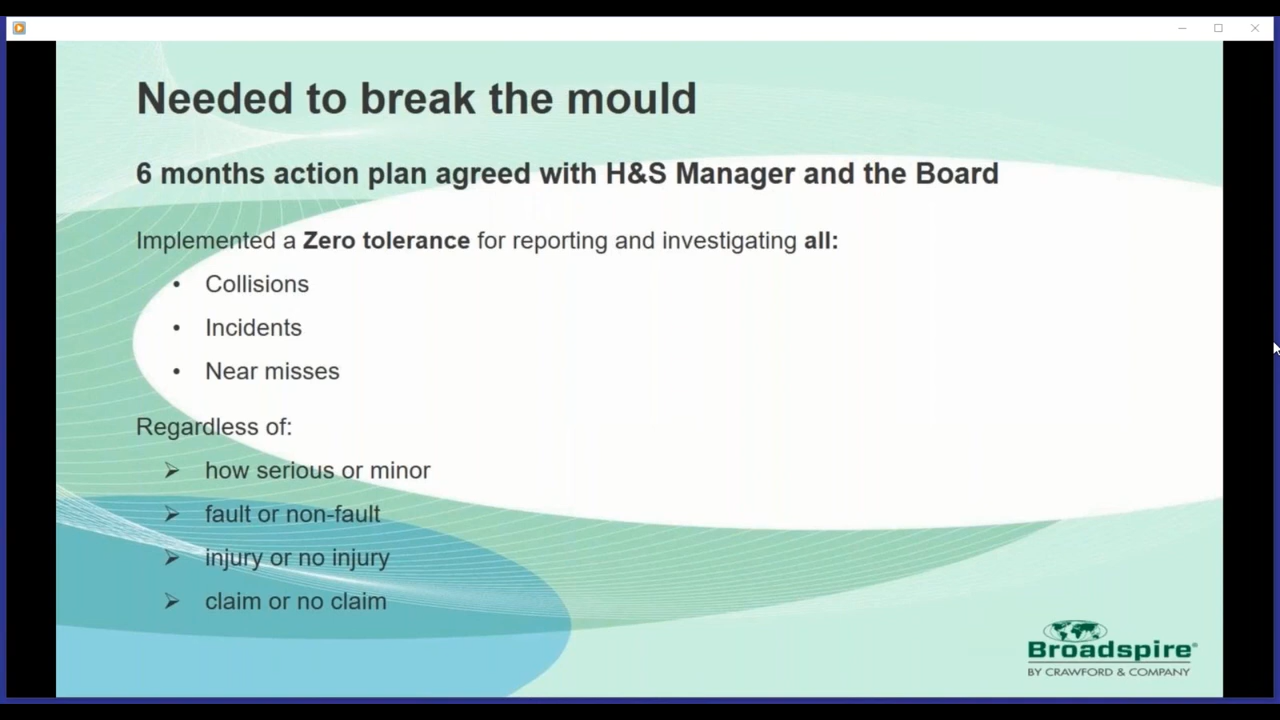 Needed to break the mould
6 months action plan agreed with H&S Manager and the Board
Implemented a Zero tolerance for reporting and investigating all:
• Collisions
• Incidents
• Near misses
Regardless of:
➢ how serious or minor
➢ fault or non-fault
➢ injury or no injury
➢ claim or no claim
Broadspire®
BY CRAWFORD & COMPANY